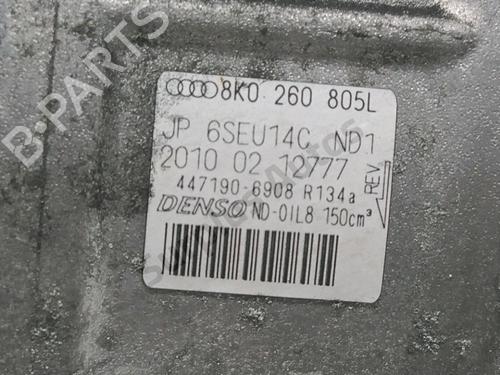 8K0 260 805L
JP 6SEU14C ND1
2010 02 12777
447190-6908 R134a
DENSO ND-OIL8 150cm³
REV
B-PARTS